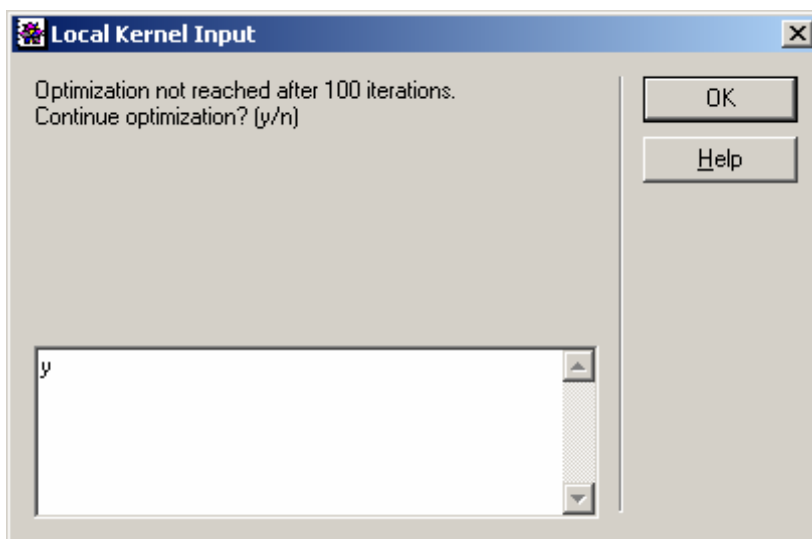 Local Kernel Input
Optimization not reached after 100 iterations.
Continue optimization? (y/n)
OK
Help
y